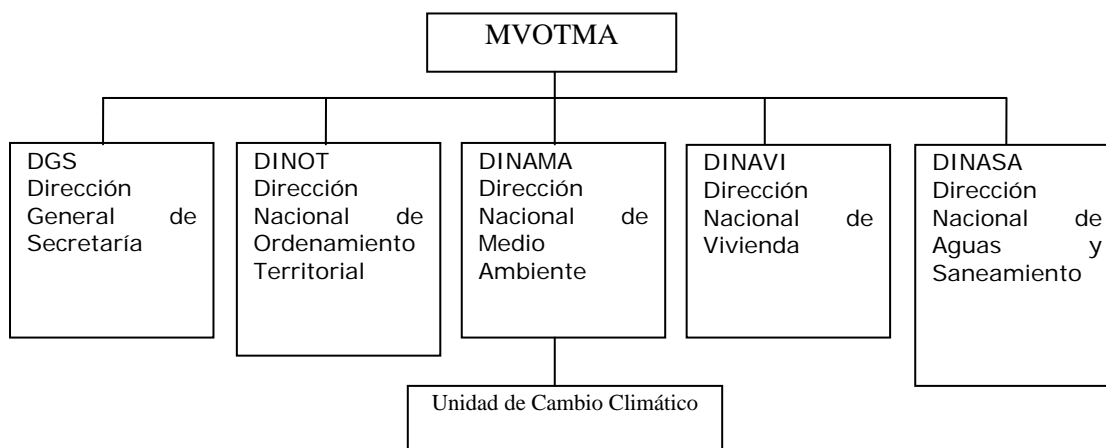 MVOTMA
DGS
Dirección
General de
Secretaría
DINOT
Dirección
Nacional de
Ordenamiento
Territorial
DINAMA
Dirección
Nacional de
Medio
Ambiente
DINAVI
Dirección
Nacional de
Vivienda
DINASA
Dirección
Nacional de
Aguas y
Saneamiento
Unidad de Cambio Climático